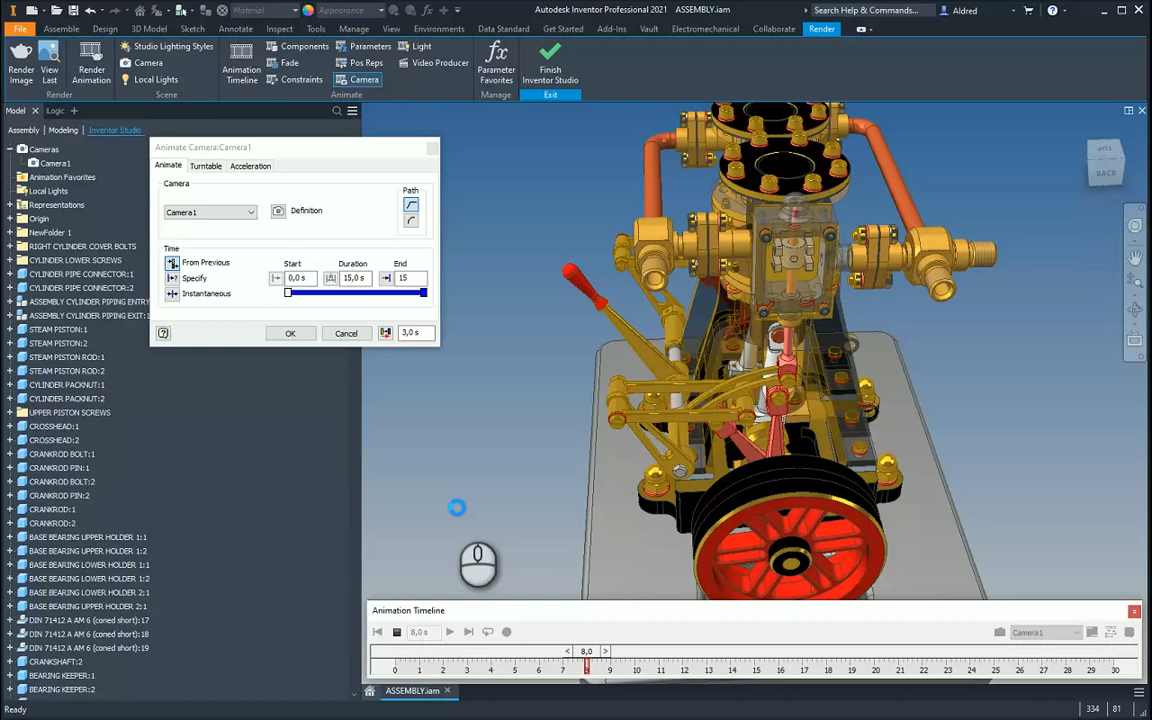 Material
Appearance
Autodesk Inventor Professional 2021 ASSEMBLY.iam
Search Help & Commands...
Aldred
File Assemble Design 3D Model Sketch Annotate Inspect Tools Manage View Environments Data Standard Get Started Add-Ins Vault Electromechanical Collaborate Render
Render Image
View Last
Render Animation
Studio Lighting Styles
Camera
Local Lights
Animation Timeline
Components
Fade
Constraints
Parameters
Pos Reps
Camera
Light
Video Producer
Parameter Favorites
Finish Inventor Studio
Render
Scene
Animate
Manage
Exit
Model
Logic
Assembly Modeling Inventor Studio
Cameras
Camera1
Animation Favorites
Local Lights
Representations
Origin
NewFolder 1
RIGHT CYLINDER COVER BOLTS
CYLINDER LOWER SCREWS
CYLINDER PIPE CONNECTOR:1
CYLINDER PIPE CONNECTOR:2
ASSEMBLY CYLINDER PIPING ENTRY
ASSEMBLY CYLINDER PIPING EXIT:1
STEAM PISTON:1
STEAM PISTON:2
STEAM PISTON ROD:1
STEAM PISTON ROD:2
CYLINDER PACKNUT:1
CYLINDER PACKNUT:2
UPPER PISTON SCREWS
CROSSHEAD:1
CROSSHEAD:2
CRANKROD BOLT:1
CRANKROD PIN:1
CRANKROD BOLT:2
CRANKROD PIN:2
CRANKROD:1
CRANKROD:2
BASE BEARING UPPER HOLDER 1:1
BASE BEARING UPPER HOLDER 1:2
BASE BEARING LOWER HOLDER 1:1
BASE BEARING LOWER HOLDER 1:2
BASE BEARING LOWER HOLDER 2:1
BASE BEARING UPPER HOLDER 2:1
DIN 71412 A AM 6 (coned short):17
DIN 71412 A AM 6 (coned short):18
DIN 71412 A AM 6 (coned short):19
CRANKSHAFT:2
BEARING KEEPER:1
BEARING KEEPER:2
Animate Camera:Camera1
Animate Turntable Acceleration
Camera
Camera1
Definition
Path
Time
From Previous
Specify
Instantaneous
Start
Duration
End
0,0 s
15,0 s
15
OK
Cancel
3,0 s
TOP
BACK
Animation Timeline
8,0 s
Camera1
< 8,0 >
0 1 2 3 4 5 6 7 8 9 10 11 12 13 14 15 16 17 18 19 20 21 22 23 24 25 26 27 28 29 30
ASSEMBLY.iam
Ready
334 81